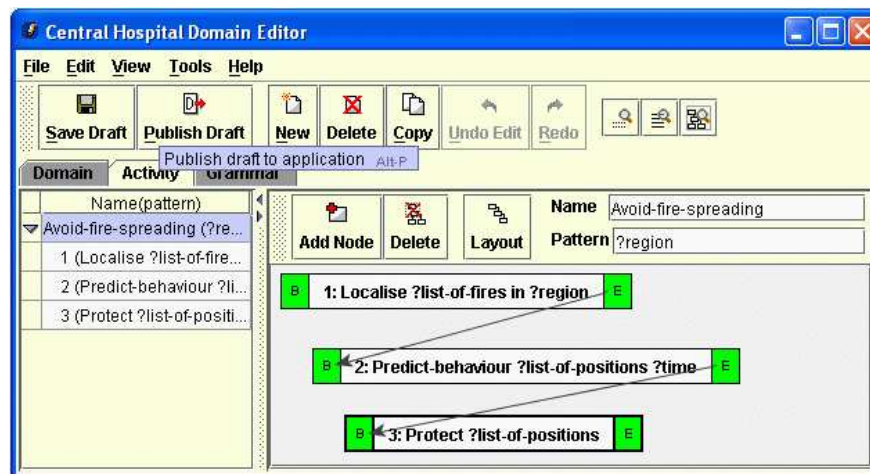 Central Hospital Domain Editor
File Edit View Tools Help
Save Draft Publish Draft New Delete Copy Undo Edit Redo
Publish draft to application Alt-P
Domain Activity Grammar
Name(pattern)
Avoid-fire-spreading (?re...
1 (Localise ?list-of-fire...
2 (Predict-behaviour ?li...
3 (Protect ?list-of-positi...
Add Node Delete Layout
Name Avoid-fire-spreading
Pattern ?region
B 1: Localise ?list-of-fires in ?region E
B 2: Predict-behaviour ?list-of-positions ?time E
B 3: Protect ?list-of-positions E